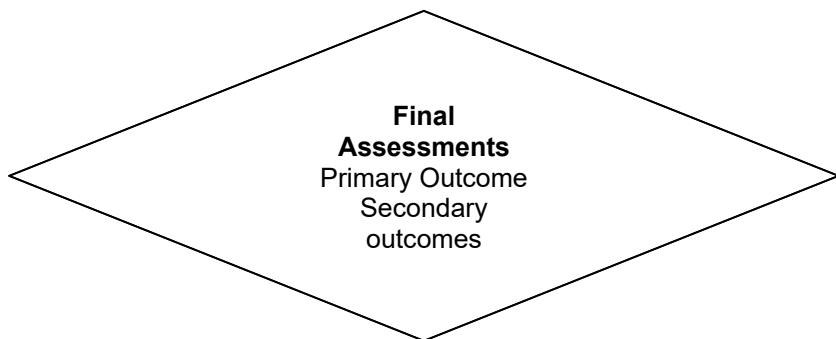 Final
Assessments
Primary Outcome
Secondary
outcomes